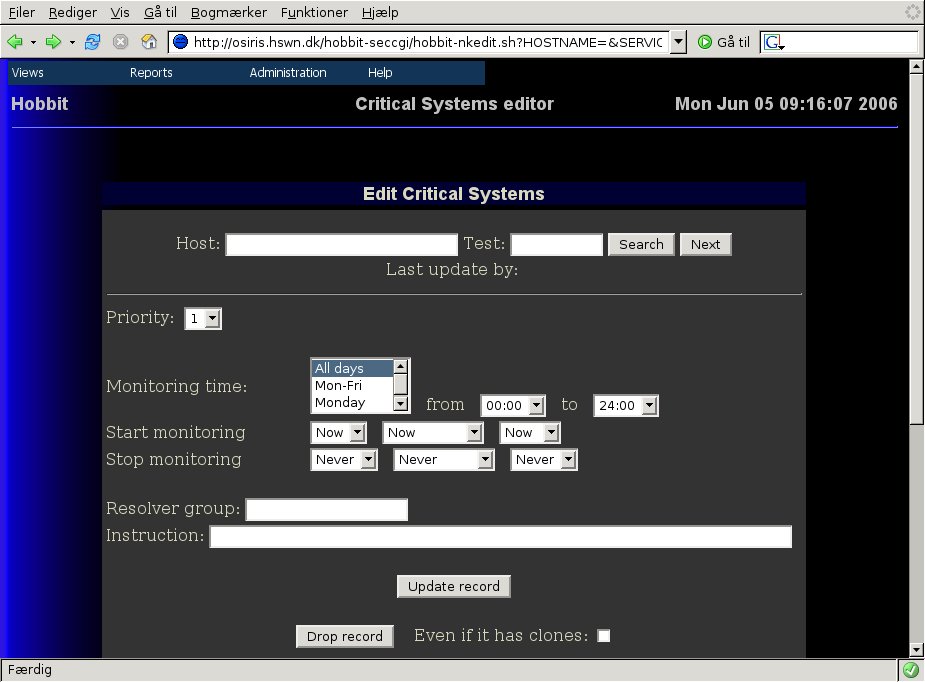 Filer Rediger Vis Gå til Bogmærker Funktioner Hjælp
http://osiris.hswn.dk/hobbit-seccgi/hobbit-nkedit.sh?HOSTNAME=&SERVIC Gå til G
Views Reports Administration Help
Hobbit Critical Systems editor Mon Jun 05 09:16:07 2006
Edit Critical Systems
Host: Test: Search Next
Last update by:
Priority: 1
All days
Monitoring time: Mon-Fri
Monday from 00:00 to 24:00
Start monitoring Now Now Now
Stop monitoring Never Never Never
Resolver group:
Instruction:
Update record
Drop record Even if it has clones:
Færdig